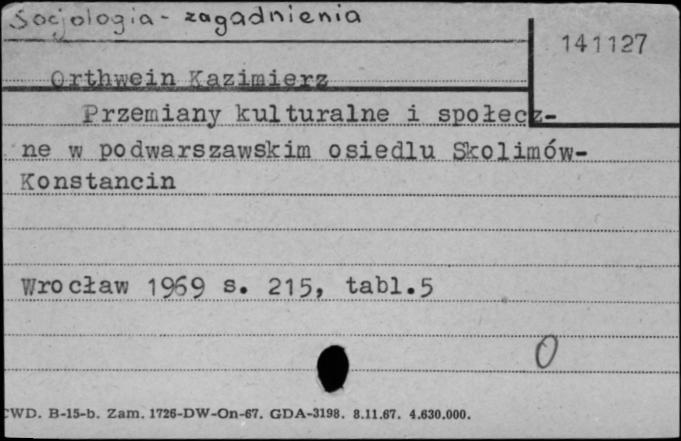 Socjologia - zagadnienia
141127
Orthwein Kazimierz
Przemiany kulturalne i społecz-
ne w podwarszawskim osiedlu Skolimów-
Konstancin
Wrocław 1969 s. 215, tabl.5
0
CWD. B-15-b. Zam. 1726-DW-On-67. GDA-3198. 8.11.67. 4.630.000.